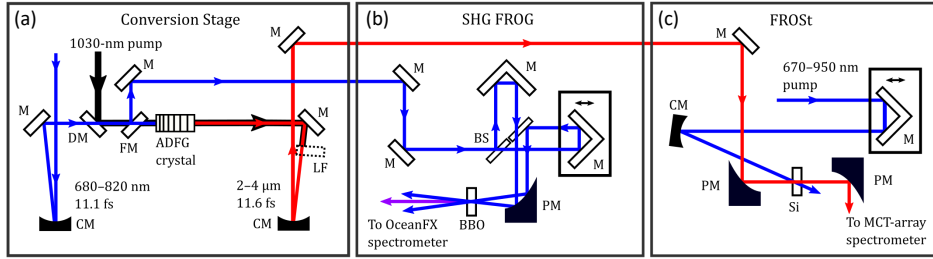 (a) Conversion Stage
1030-nm pump
M
M
M
M
DM
FM
ADFG
crystal
LF
680–820 nm
11.1 fs
2–4 µm
11.6 fs
CM
CM
(b) SHG FROG
M
M
BS
M
PM
BBO
To OceanFX
spectrometer
(c) FROSt
M
670–950 nm
pump
CM
M
PM
PM
Si
To MCT-array
spectrometer